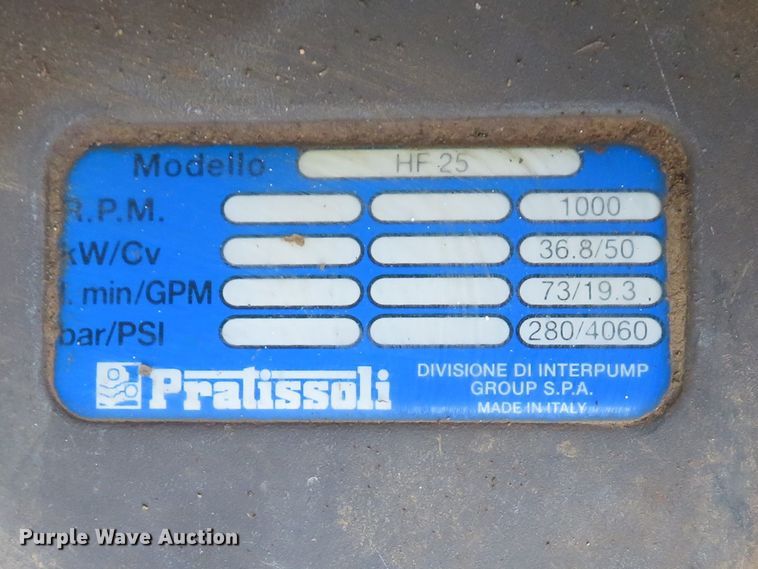 Modello HF 25
R.P.M. 1000
kW/Cv 36.8/50
l. min/GPM 73/19.3
bar/PSI 280/4060
Pratissoli
DIVISIONE DI INTERPUMP
GROUP S.P.A.
MADE IN ITALY
Purple Wave Auction